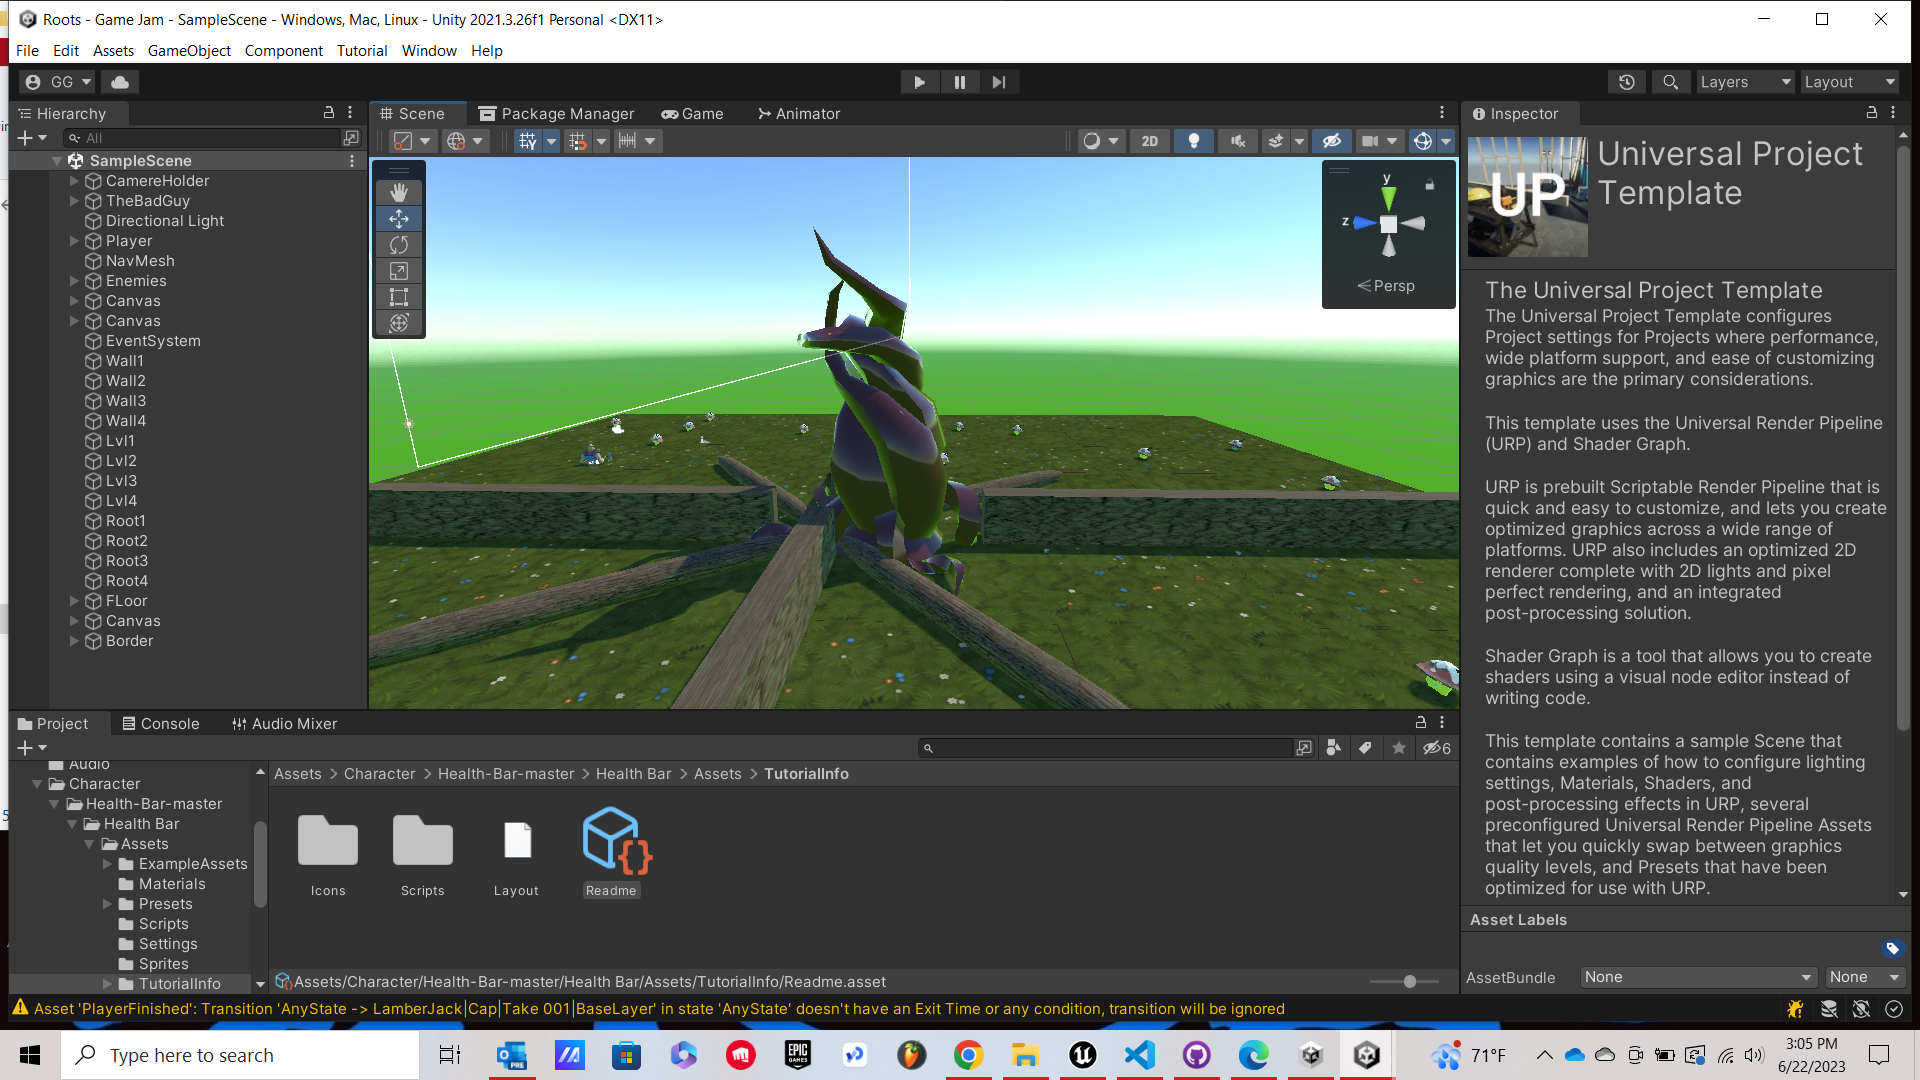 Roots - Game Jam - SampleScene - Windows, Mac, Linux - Unity 2021.3.26f1 Personal <DX11>
File Edit Assets GameObject Component Tutorial Window Help
GG
Layers
Layout
Hierarchy
All
SampleScene
CamereHolder
TheBadGuy
Directional Light
Player
NavMesh
Enemies
Canvas
Canvas
EventSystem
Wall1
Wall2
Wall3
Wall4
Lvl1
Lvl2
Lvl3
Lvl4
Root1
Root2
Root3
Root4
FLoor
Canvas
Border
Scene Package Manager Game Animator
2D
y
z
Persp
Inspector
UP
Universal Project
Template
The Universal Project Template
The Universal Project Template configures
Project settings for Projects where performance,
wide platform support, and ease of customizing
graphics are the primary considerations.
This template uses the Universal Render Pipeline
(URP) and Shader Graph.
URP is prebuilt Scriptable Render Pipeline that is
quick and easy to customize, and lets you create
optimized graphics across a wide range of
platforms. URP also includes an optimized 2D
renderer complete with 2D lights and pixel
perfect rendering, and an integrated
post-processing solution.
Shader Graph is a tool that allows you to create
shaders using a visual node editor instead of
writing code.
This template contains a sample Scene that
contains examples of how to configure lighting
settings, Materials, Shaders, and
post-processing effects in URP, several
preconfigured Universal Render Pipeline Assets
that let you quickly swap between graphics
quality levels, and Presets that have been
optimized for use with URP.
Asset Labels
AssetBundle None None
Project Console Audio Mixer
6
Audio
Character
Health-Bar-master
Health Bar
Assets
ExampleAssets
Materials
Presets
Scripts
Settings
Sprites
TutorialInfo
Assets > Character > Health-Bar-master > Health Bar > Assets > TutorialInfo
Icons
Scripts
Layout
Readme
Assets/Character/Health-Bar-master/Health Bar/Assets/TutorialInfo/Readme.asset
Asset 'PlayerFinished': Transition 'AnyState -> LamberJack|Cap|Take 001|BaseLayer' in state 'AnyState' doesn't have an Exit Time or any condition, transition will be ignored
Type here to search
PRE
EPIC
GAMES
71°F
3:05 PM
6/22/2023